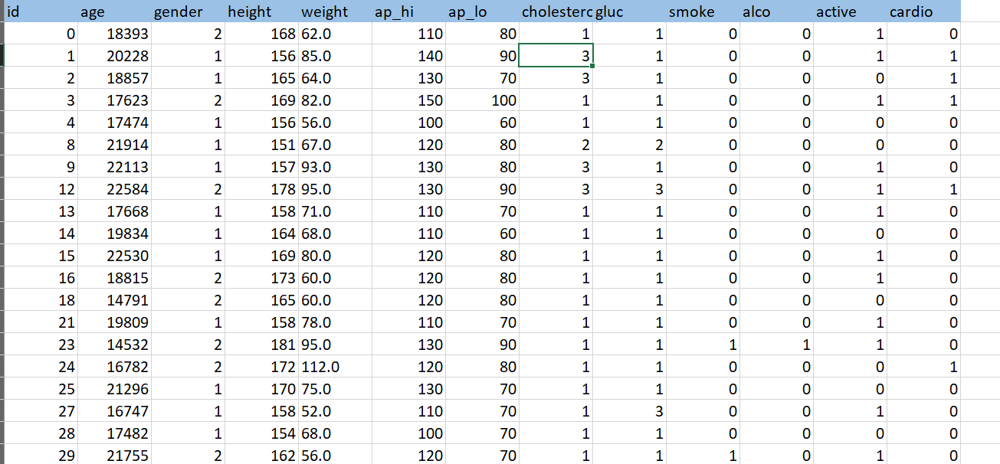 id age gender height weight ap_hi ap_lo cholesterc gluc smoke alco active cardio
0 18393 2 168 62.0 110 80 1 1 0 0 1 0
1 20228 1 156 85.0 140 90 3 1 0 0 1 1
2 18857 1 165 64.0 130 70 3 1 0 0 0 1
3 17623 2 169 82.0 150 100 1 1 0 0 1 1
4 17474 1 156 56.0 100 60 1 1 0 0 0 0
8 21914 1 151 67.0 120 80 2 2 0 0 0 0
9 22113 1 157 93.0 130 80 3 1 0 0 1 0
12 22584 2 178 95.0 130 90 3 3 0 0 1 1
13 17668 1 158 71.0 110 70 1 1 0 0 1 0
14 19834 1 164 68.0 110 60 1 1 0 0 0 0
15 22530 1 169 80.0 120 80 1 1 0 0 1 0
16 18815 2 173 60.0 120 80 1 1 0 0 1 0
18 14791 2 165 60.0 120 80 1 1 0 0 0 0
21 19809 1 158 78.0 110 70 1 1 0 0 1 0
23 14532 2 181 95.0 130 90 1 1 1 1 1 0
24 16782 2 172 112.0 120 80 1 1 0 0 0 1
25 21296 1 170 75.0 130 70 1 1 0 0 0 0
27 16747 1 158 52.0 110 70 1 3 0 0 1 0
28 17482 1 154 68.0 100 70 1 1 0 0 0 0
29 21755 2 162 56.0 120 70 1 1 1 0 1 0